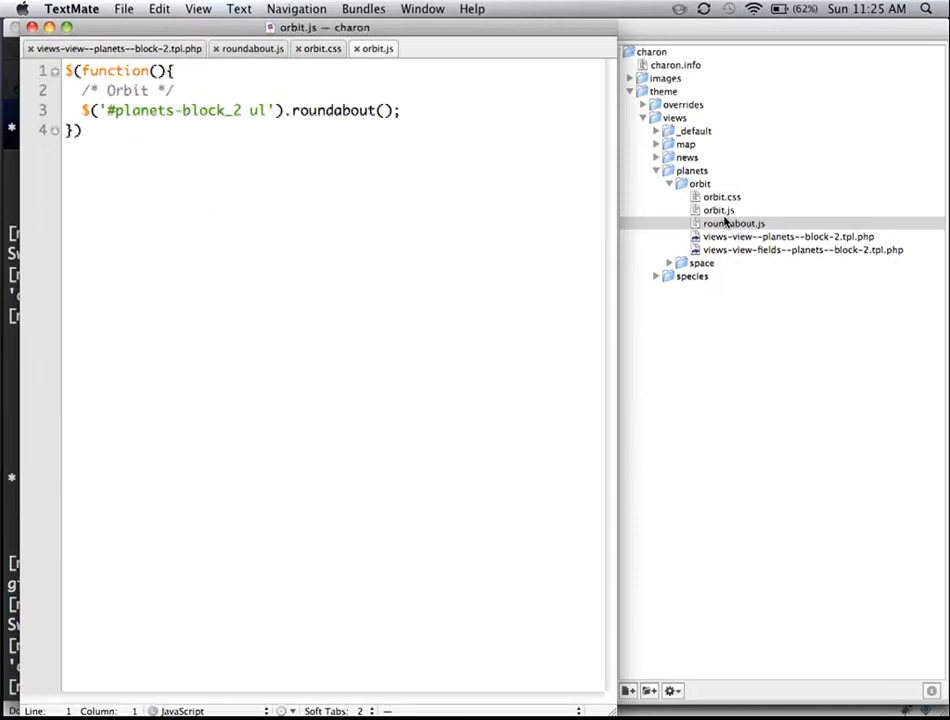 TextMate File Edit View Text Navigation Bundles Window Help (62%) Sun 11:25 AM
orbit.js — charon
views-view--planets--block-2.tpl.php roundabout.js orbit.css orbit.js
1 $(function(){
2 /* Orbit */
3 $('#planets-block_2 ul').roundabout();
4 })
charon
charon.info
images
theme
overrides
views
_default
map
news
planets
orbit
orbit.css
orbit.js
roundabout.js
views-view--planets--block-2.tpl.php
views-view-fields--planets--block-2.tpl.php
space
species
Line: 1 Column: 1 JavaScript Soft Tabs: 2 —